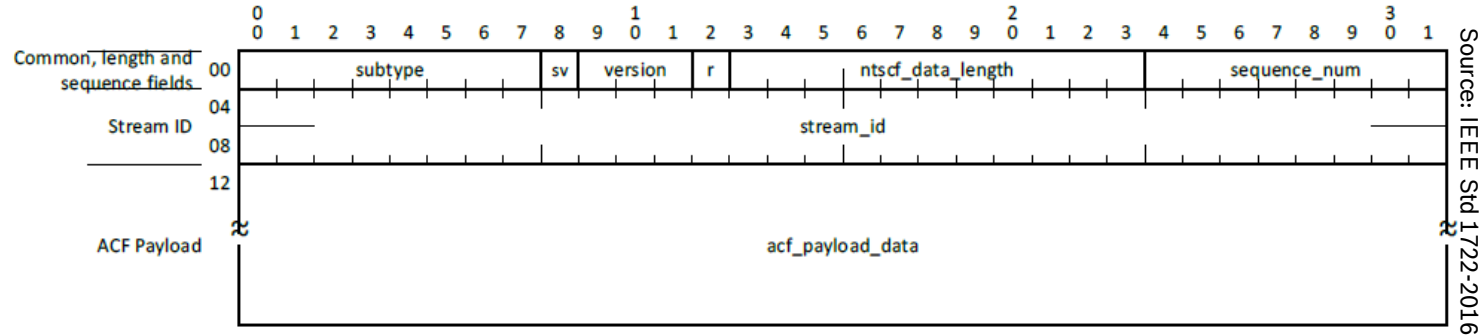 0 1 2 3
0 1 2 3 4 5 6 7 8 9 0 1 2 3 4 5 6 7 8 9 0 1 2 3 4 5 6 7 8 9 0 1
Common, length and
sequence fields
00 subtype sv version r ntscf_data_length sequence_num
04
Stream ID stream_id
08
12
ACF Payload acf_payload_data
Source: IEEE Std 1722-2016